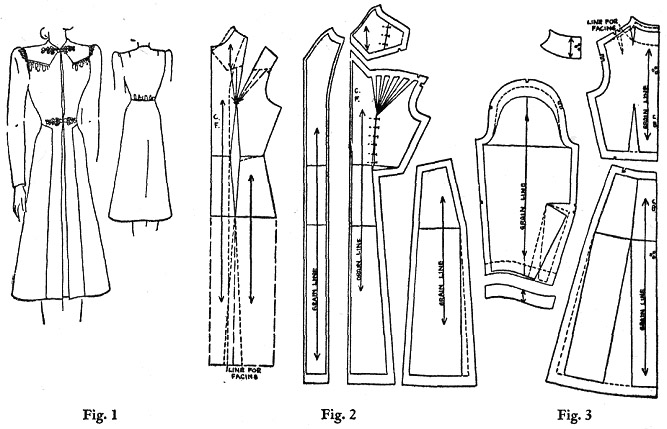 LINE FOR
FACING
C.
F.
C.
F.
GRAIN LINE
GRAIN LINE
GRAIN LINE
GRAIN LINE
GRAIN LINE
GRAIN LINE
LINE FOR
FACING
Fig. 1
Fig. 2
Fig. 3